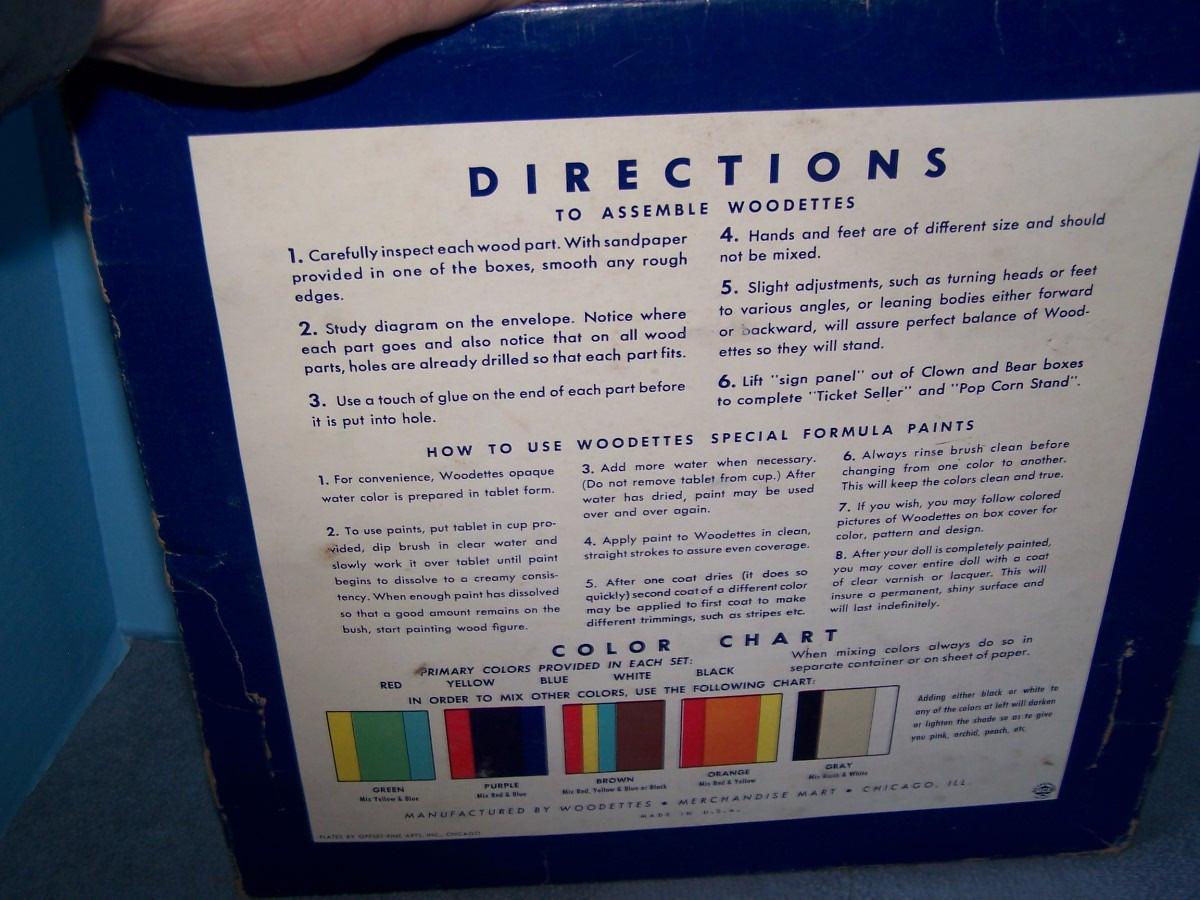 DIRECTIONS
TO ASSEMBLE WOODETTES
1. Carefully inspect each wood part. With sandpaper
provided in one of the boxes, smooth any rough
edges.
2. Study diagram on the envelope. Notice where
each part goes and also notice that on all wood
parts, holes are already drilled so that each part fits.
3. Use a touch of glue on the end of each part before
it is put into hole.
4. Hands and feet are of different size and should
not be mixed.
5. Slight adjustments, such as turning heads or feet
to various angles, or leaning bodies either forward
or backward, will assure perfect balance of Wood-
ettes so they will stand.
6. Lift "sign panel" out of Clown and Bear boxes
to complete "Ticket Seller" and "Pop Corn Stand".
HOW TO USE WOODETTES SPECIAL FORMULA PAINTS
1. For convenience, Woodettes opaque
water color is prepared in tablet form.
2. To use paints, put tablet in cup pro-
vided, dip brush in clear water and
slowly work it over tablet until paint
begins to dissolve to a creamy consis-
tency. When enough paint has dissolved
so that a good amount remains on the
bush, start painting wood figure.
3. Add more water when necessary.
(Do not remove tablet from cup.) After
water has dried, paint may be used
over and over again.
4. Apply paint to Woodettes in clean,
straight strokes to assure even coverage.
5. After one coat dries (it does so
quickly) second coat of a different color
may be applied to first coat to make
different trimmings, such as stripes etc.
6. Always rinse brush clean before
changing from one color to another.
This will keep the colors clean and true.
7. If you wish, you may follow colored
pictures of Woodettes on box cover for
color, pattern and design.
8. After your doll is completely painted,
you may cover entire doll with a coat
of clear varnish or lacquer. This will
insure a permanent, shiny surface and
will last indefinitely.
COLOR CHART
PRIMARY COLORS PROVIDED IN EACH SET:
RED YELLOW BLUE WHITE BLACK
When mixing colors always do so in
separate container or on sheet of paper.
IN ORDER TO MIX OTHER COLORS, USE THE FOLLOWING CHART:
Adding either black or white to
any of the colors at left will darken
or lighten the shade so as to give
you pink, orchid, peach, etc.
GREEN
Mix Yellow & Blue
PURPLE
Mix Red & Blue
BROWN
Mix Red, Yellow & Blue or Black
ORANGE
Mix Red & Yellow
GRAY
Mix Black & White
MANUFACTURED BY WOODETTES • MERCHANDISE MART • CHICAGO, ILL.
MADE IN U.S.A.
PLATES BY OFFSET-FINE ARTS, INC., CHICAGO